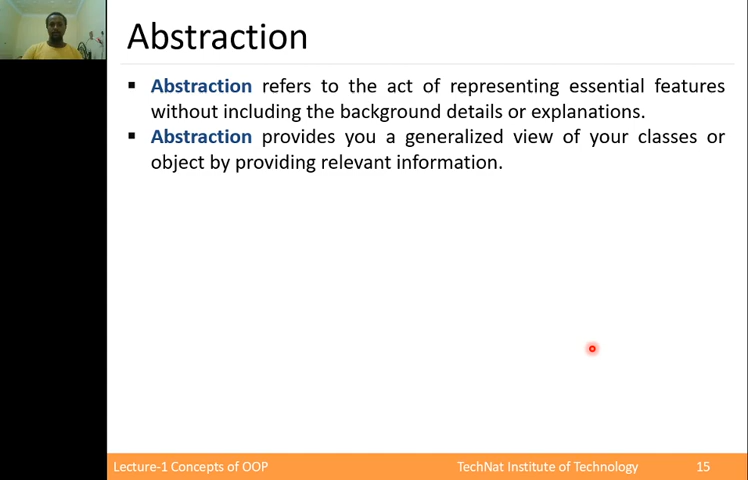 Abstraction
▪ Abstraction refers to the act of representing essential features
without including the background details or explanations.
▪ Abstraction provides you a generalized view of your classes or
object by providing relevant information.
Lecture-1 Concepts of OOP TechNat Institute of Technology 15